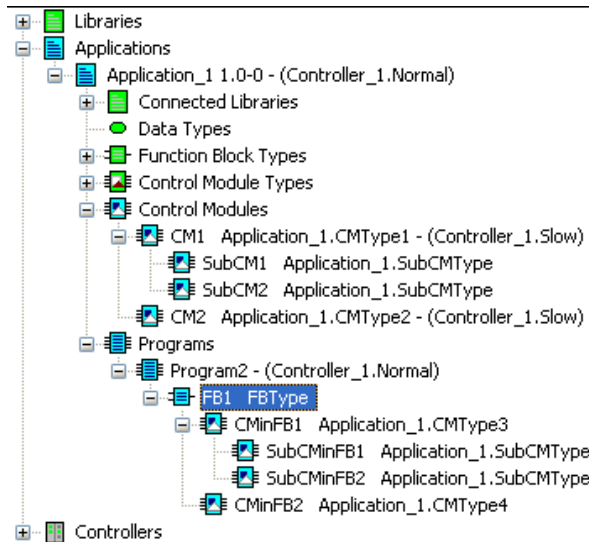 Libraries
Applications
Application_1 1.0-0 - (Controller_1.Normal)
Connected Libraries
Data Types
Function Block Types
Control Module Types
Control Modules
CM1 Application_1.CMType1 - (Controller_1.Slow)
SubCM1 Application_1.SubCMType
SubCM2 Application_1.SubCMType
CM2 Application_1.CMType2 - (Controller_1.Slow)
Programs
Program2 - (Controller_1.Normal)
FB1 FBType
CMinFB1 Application_1.CMType3
SubCMinFB1 Application_1.SubCMType
SubCMinFB2 Application_1.SubCMType
CMinFB2 Application_1.CMType4
Controllers